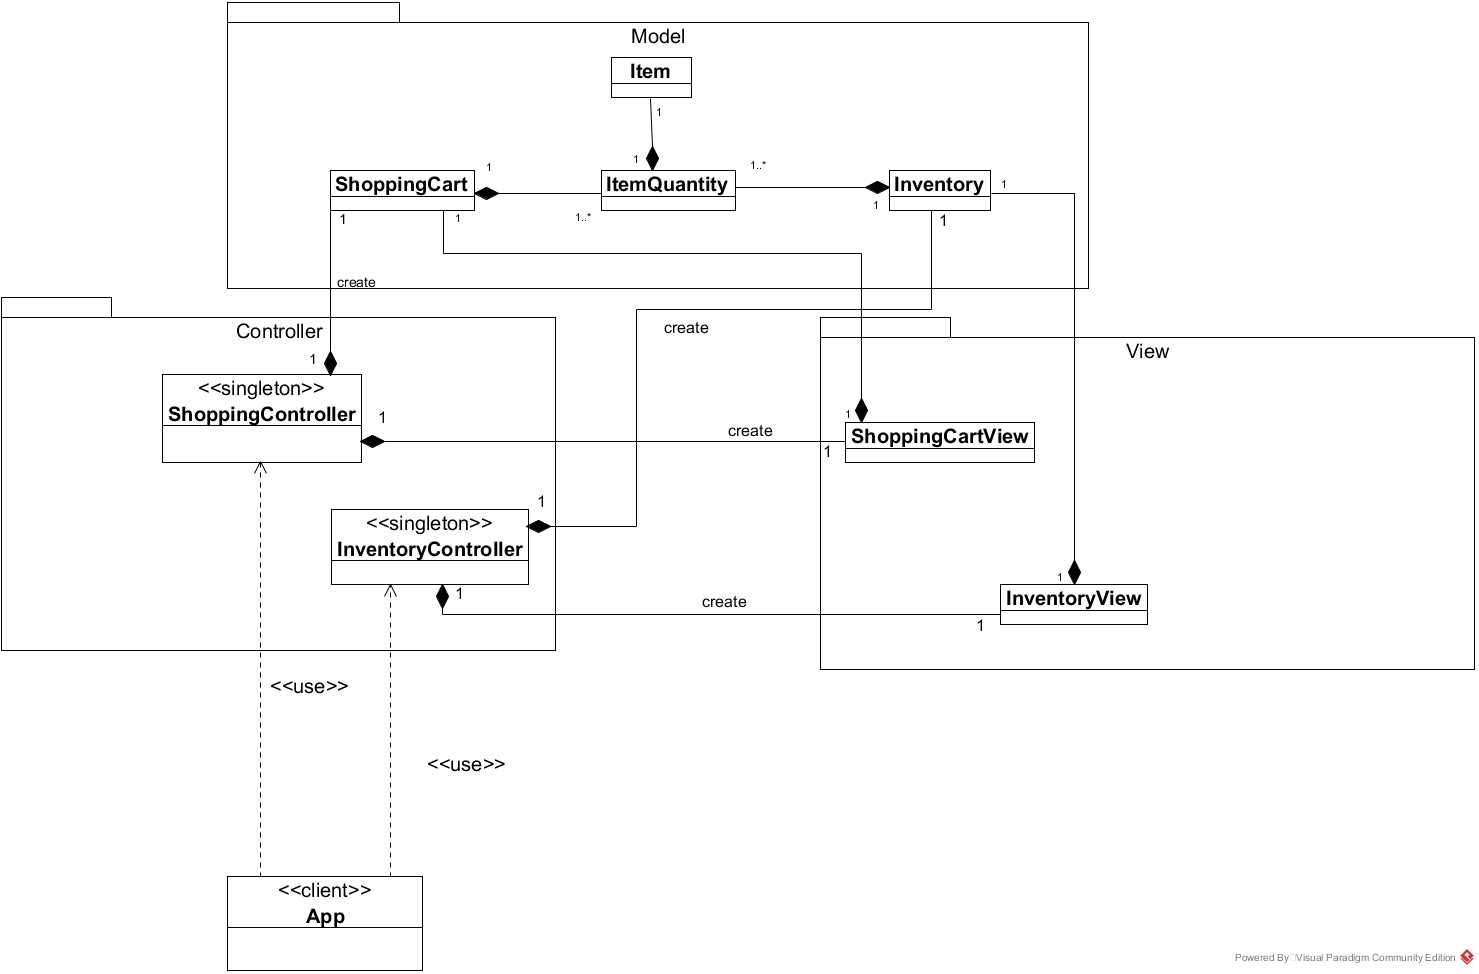 Model
Item
1
1
1
1..*
ShoppingCart
ItemQuantity
Inventory
1
1
1
1..*
1
1
create
Controller
create
View
1
<<singleton>>
ShoppingController
1
create
1
ShoppingCartView
1
1
<<singleton>>
InventoryController
1
create
1
InventoryView
1
<<use>>
<<use>>
<<client>>
App
Powered By Visual Paradigm Community Edition